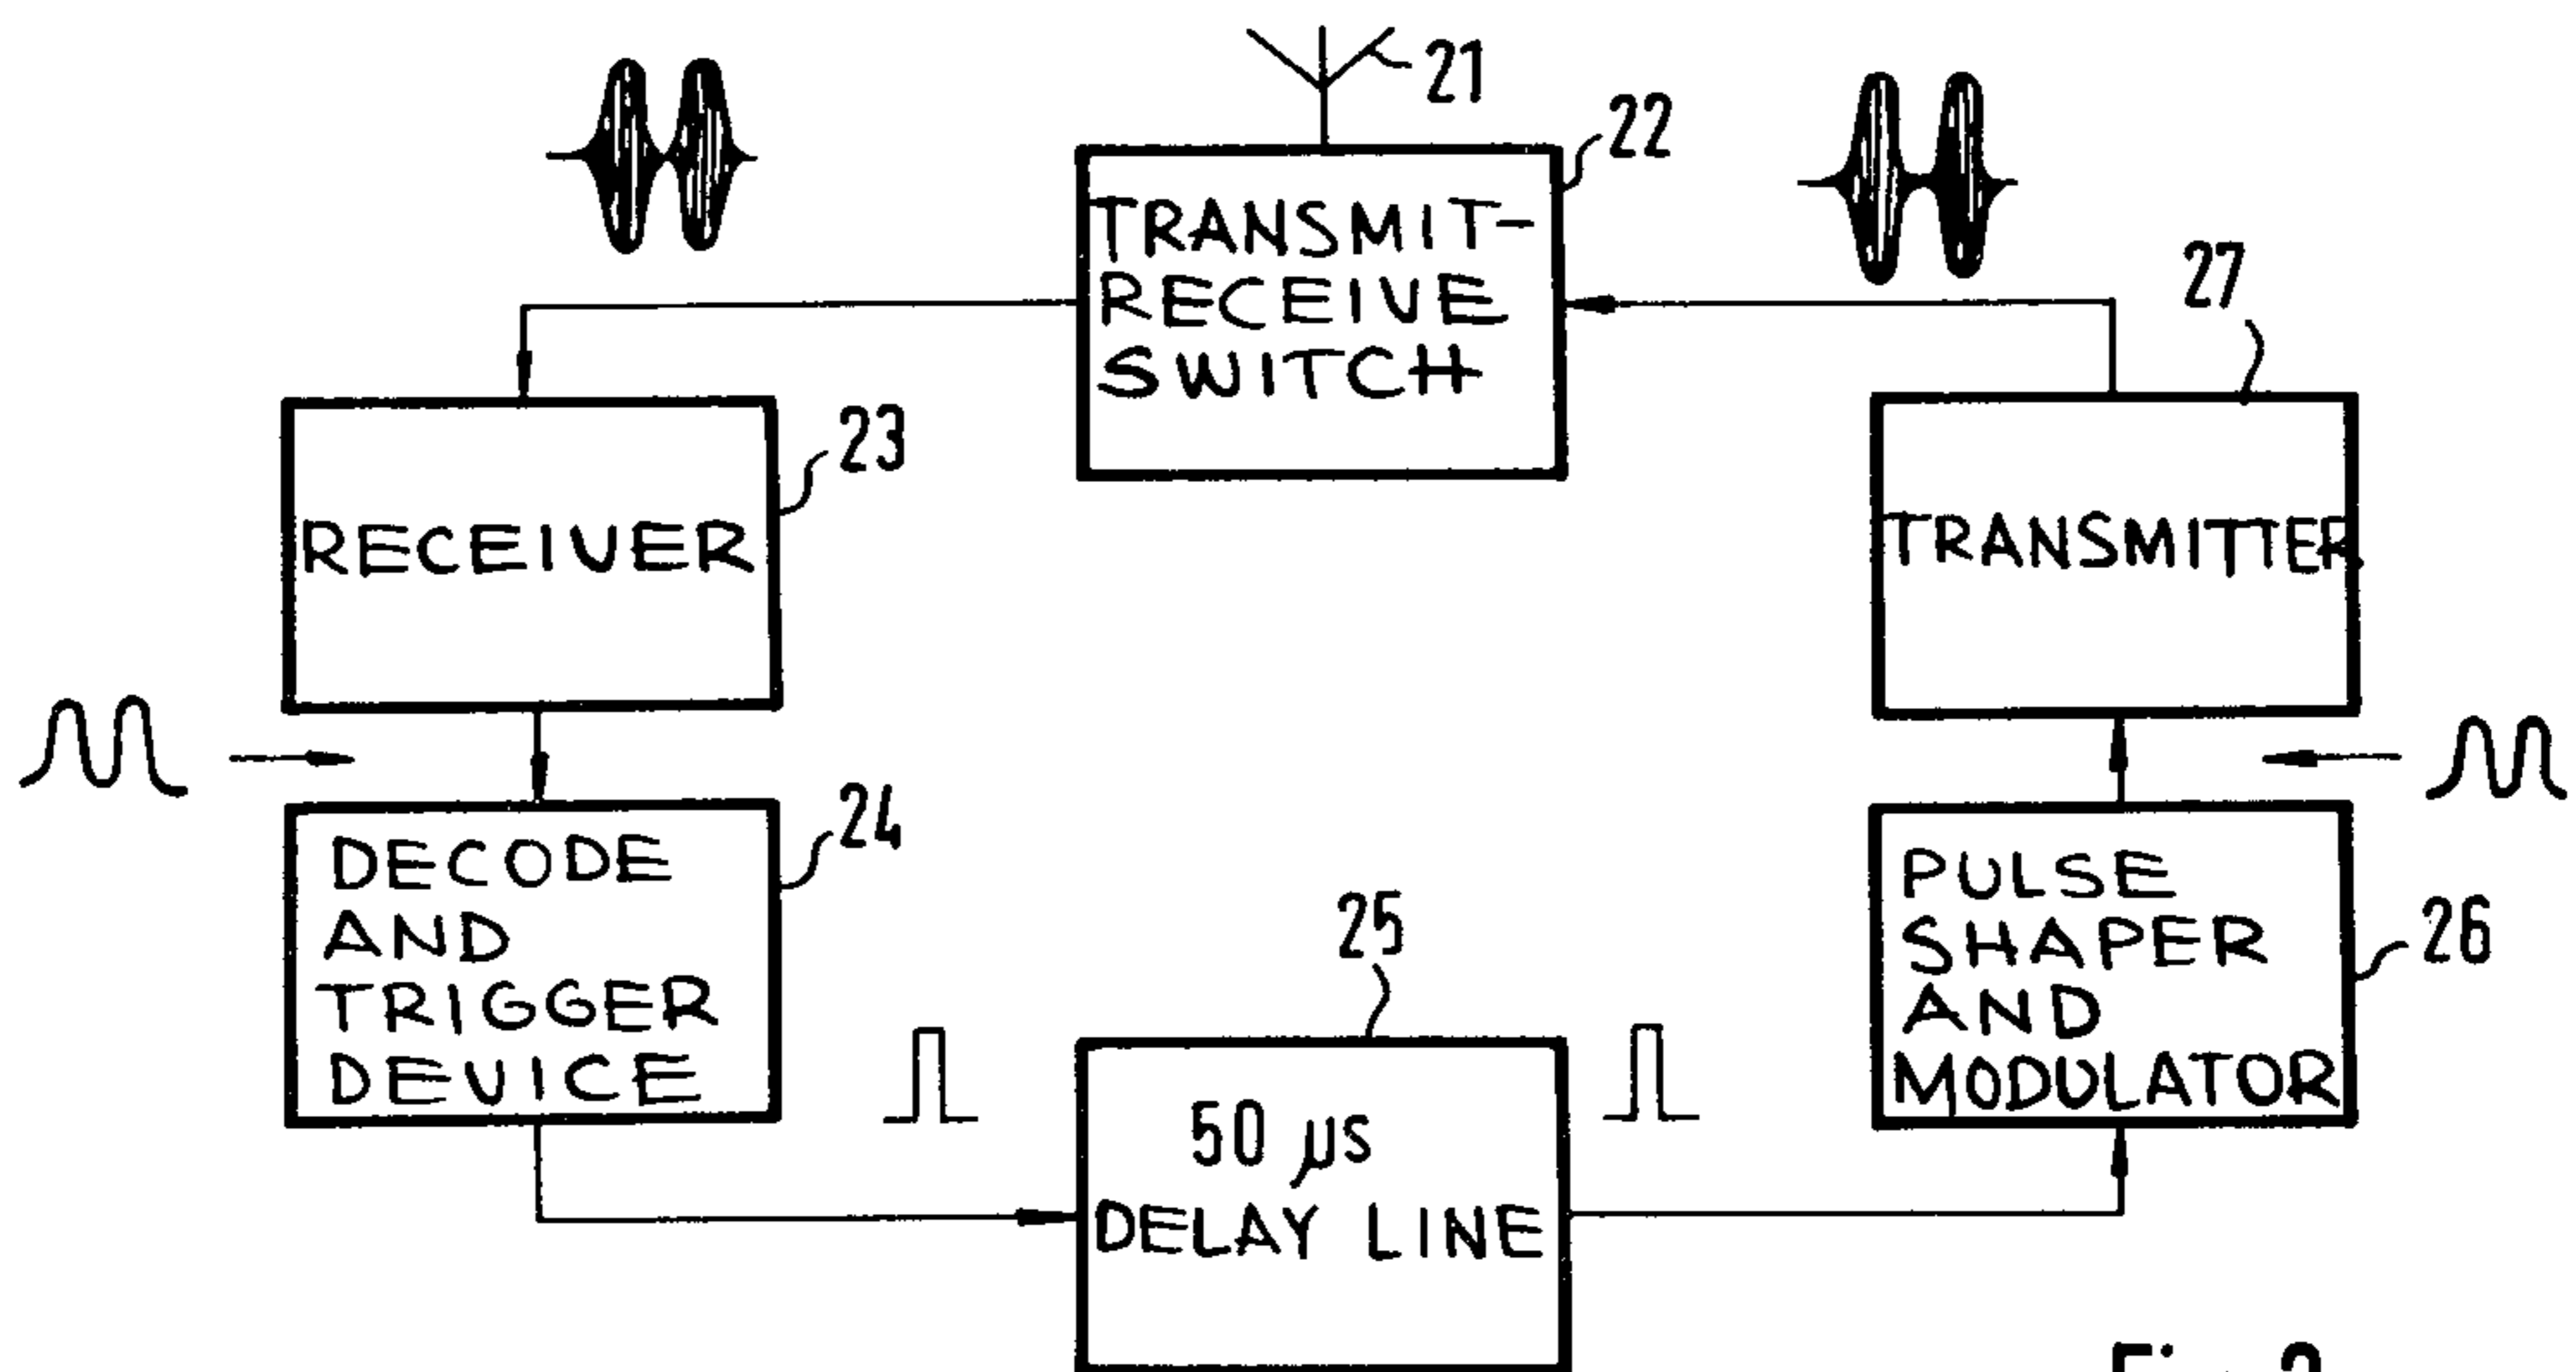 21
22
TRANSMIT-
RECEIVE
SWITCH
27
23
RECEIVER
TRANSMITTER
24
DECODE
AND
TRIGGER
DEVICE
25
50 µs
DELAY LINE
26
PULSE
SHAPER
AND
MODULATOR